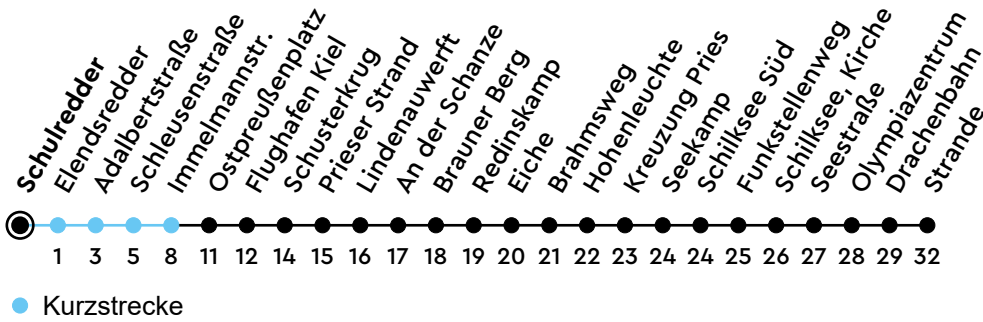 Schulredder
Elendsredder
Adalbertstraße
Schleusenstraße
Immelmannstr.
Ostpreußenplatz
Flughafen Kiel
Schusterkrug
Prieser Strand
Lindenauwerft
An der Schanze
Brauner Berg
Redinskamp
Eiche
Brahmsweg
Hohenleuchte
Kreuzung Pries
Seekamp
Schilksee Süd
Funkstellenweg
Schilksee, Kirche
Seestraße
Olympiazentrum
Drachenbahn
Strande
1 3 5 8 11 12 14 15 16 17 18 19 20 21 22 23 24 24 25 26 27 28 29 32
Kurzstrecke